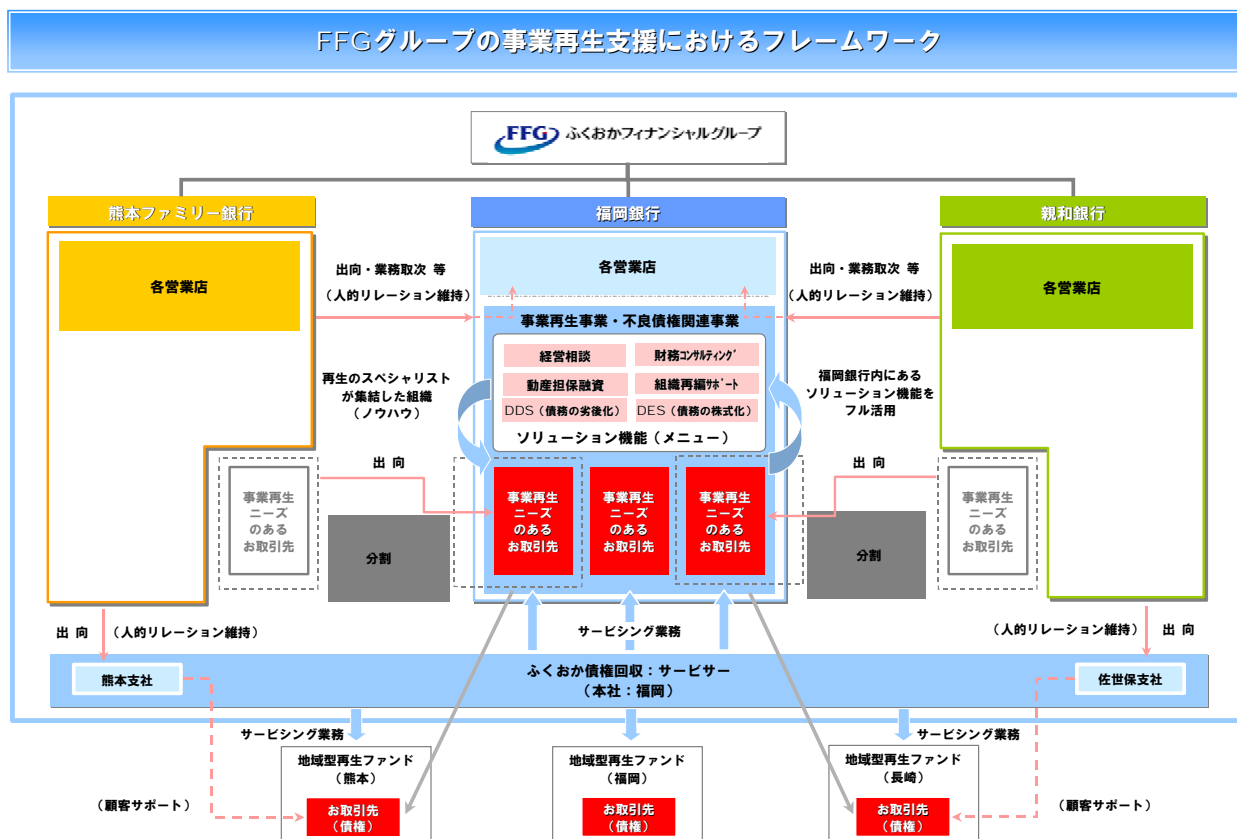 FFGグループの事業再生支援におけるフレームワーク
FFG ふくおかフィナンシャルグループ
熊本ファミリー銀行
福岡銀行
親和銀行
各営業店
各営業店
各営業店
出向・業務取次 等
(人的リレーション維持)
出向・業務取次 等
(人的リレーション維持)
事業再生事業・不良債権関連事業
経営相談
財務コンサルティング
動産担保融資
組織再編サポート
DDS(債務の劣後化)
DES(債務の株式化)
ソリューション機能(メニュー)
再生のスペシャリスト
が集結した組織
(ノウハウ)
福岡銀行内にある
ソリューション機能を
フル活用
出 向
出 向
事業再生
ニーズ
のある
お取引先
事業再生
ニーズ
のある
お取引先
事業再生
ニーズ
のある
お取引先
事業再生
ニーズ
のある
お取引先
事業再生
ニーズ
のある
お取引先
分割
分割
出 向
(人的リレーション維持)
サービシング業務
(人的リレーション維持)
出 向
ふくおか債権回収:サービサー
(本社:福岡)
熊本支社
佐世保支社
サービシング業務
サービシング業務
地域型再生ファンド
(熊本)
お取引先
(債権)
地域型再生ファンド
(福岡)
お取引先
(債権)
地域型再生ファンド
(長崎)
お取引先
(債権)
(顧客サポート)
(顧客サポート)